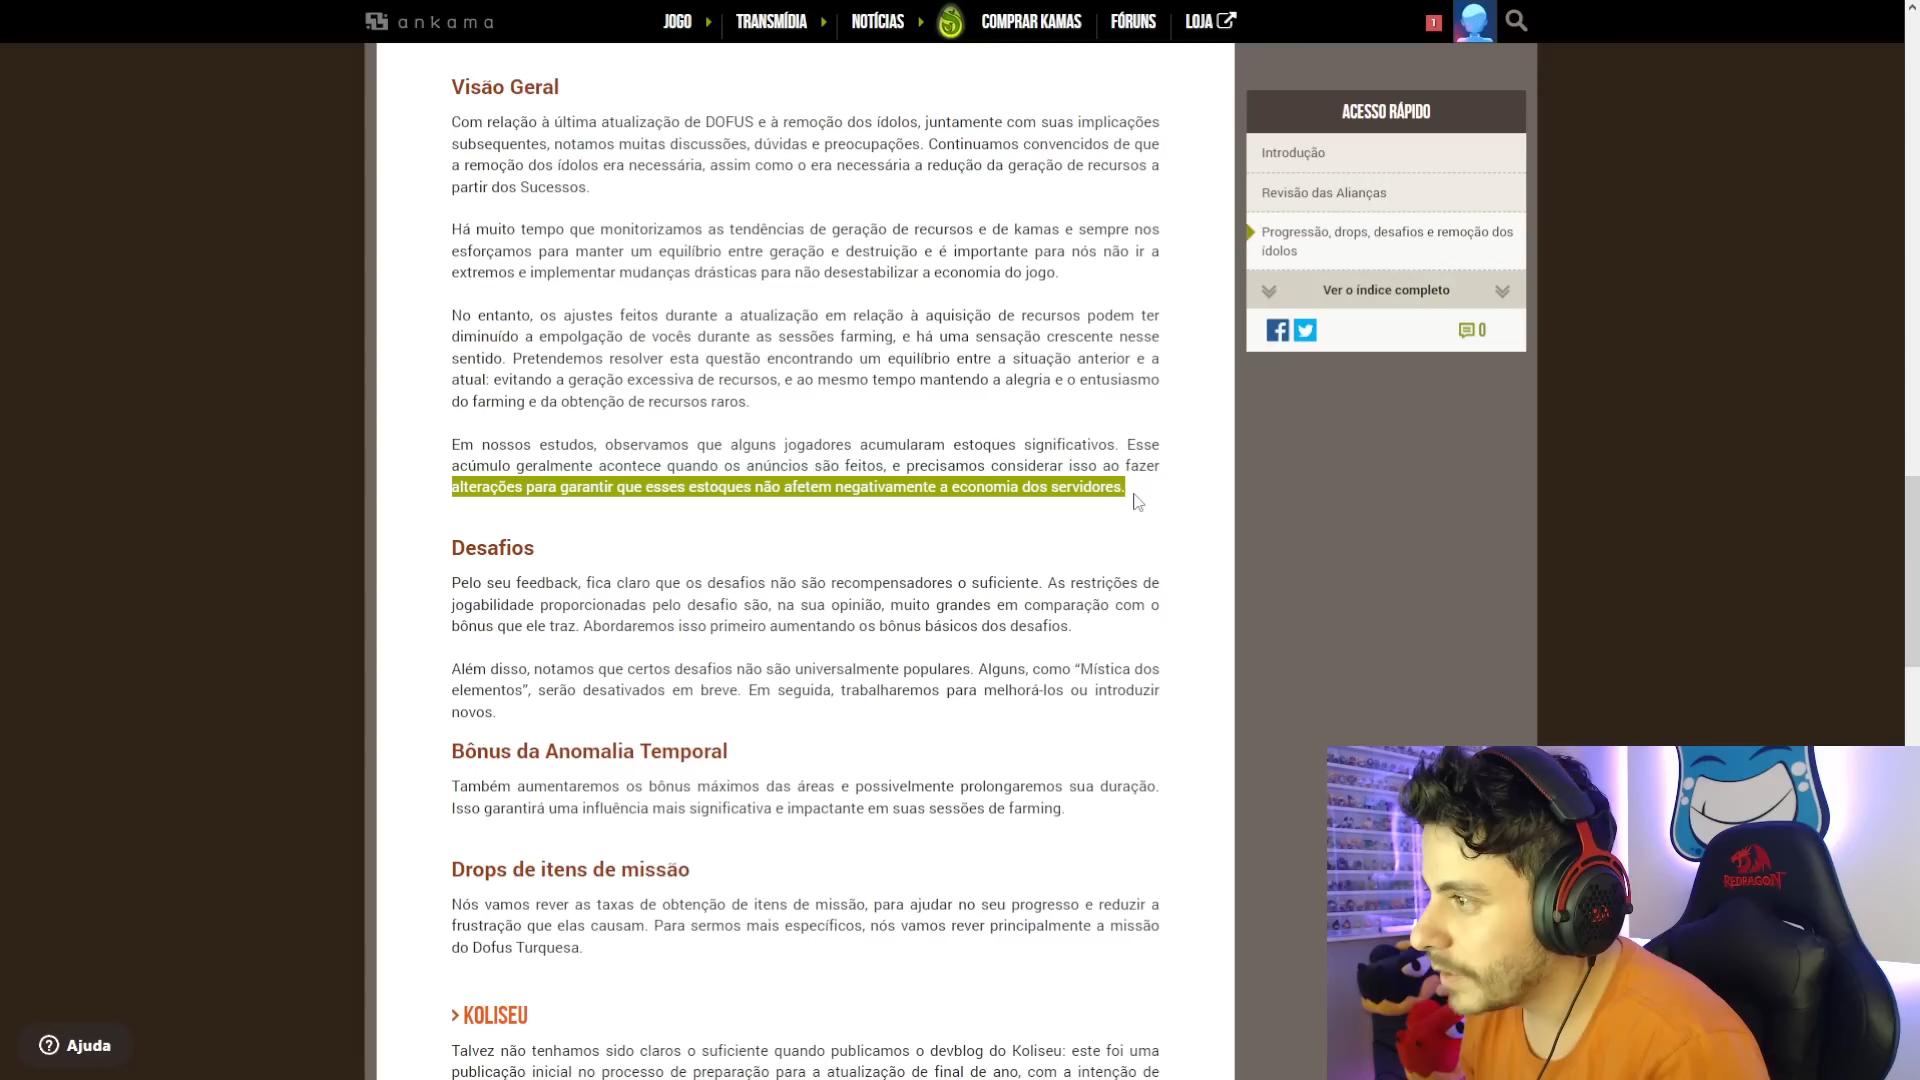 ankama
JOGO
TRANSMÍDIA
NOTÍCIAS
COMPRAR KAMAS
FÓRUNS
LOJA
1
Visão Geral
Com relação à última atualização de DOFUS e à remoção dos ídolos, juntamente com suas implicações
subsequentes, notamos muitas discussões, dúvidas e preocupações. Continuamos convencidos de que
a remoção dos ídolos era necessária, assim como o era necessária a redução da geração de recursos a
partir dos Sucessos.
Há muito tempo que monitorizamos as tendências de geração de recursos e de kamas e sempre nos
esforçamos para manter um equilíbrio entre geração e destruição e é importante para nós não ir a
extremos e implementar mudanças drásticas para não desestabilizar a economia do jogo.
No entanto, os ajustes feitos durante a atualização em relação à aquisição de recursos podem ter
diminuído a empolgação de vocês durante as sessões farming, e há uma sensação crescente nesse
sentido. Pretendemos resolver esta questão encontrando um equilíbrio entre a situação anterior e a
atual: evitando a geração excessiva de recursos, e ao mesmo tempo mantendo a alegria e o entusiasmo
do farming e da obtenção de recursos raros.
Em nossos estudos, observamos que alguns jogadores acumularam estoques significativos. Esse
acúmulo geralmente acontece quando os anúncios são feitos, e precisamos considerar isso ao fazer
alterações para garantir que esses estoques não afetem negativamente a economia dos servidores.
Desafios
Pelo seu feedback, fica claro que os desafios não são recompensadores o suficiente. As restrições de
jogabilidade proporcionadas pelo desafio são, na sua opinião, muito grandes em comparação com o
bônus que ele traz. Abordaremos isso primeiro aumentando os bônus básicos dos desafios.
Além disso, notamos que certos desafios não são universalmente populares. Alguns, como “Mística dos
elementos”, serão desativados em breve. Em seguida, trabalharemos para melhorá-los ou introduzir
novos.
Bônus da Anomalia Temporal
Também aumentaremos os bônus máximos das áreas e possivelmente prolongaremos sua duração.
Isso garantirá uma influência mais significativa e impactante em suas sessões de farming.
Drops de itens de missão
Nós vamos rever as taxas de obtenção de itens de missão, para ajudar no seu progresso e reduzir a
frustração que elas causam. Para sermos mais específicos, nós vamos rever principalmente a missão
do Dofus Turquesa.
> KOLISEU
Talvez não tenhamos sido claros o suficiente quando publicamos o devblog do Koliseu: este foi uma
publicação inicial no processo de preparação para a atualização de final de ano, com a intenção de
ACESSO RÁPIDO
Introdução
Revisão das Alianças
Progressão, drops, desafios e remoção dos
ídolos
Ver o índice completo
0
Ajuda
REDRAGON